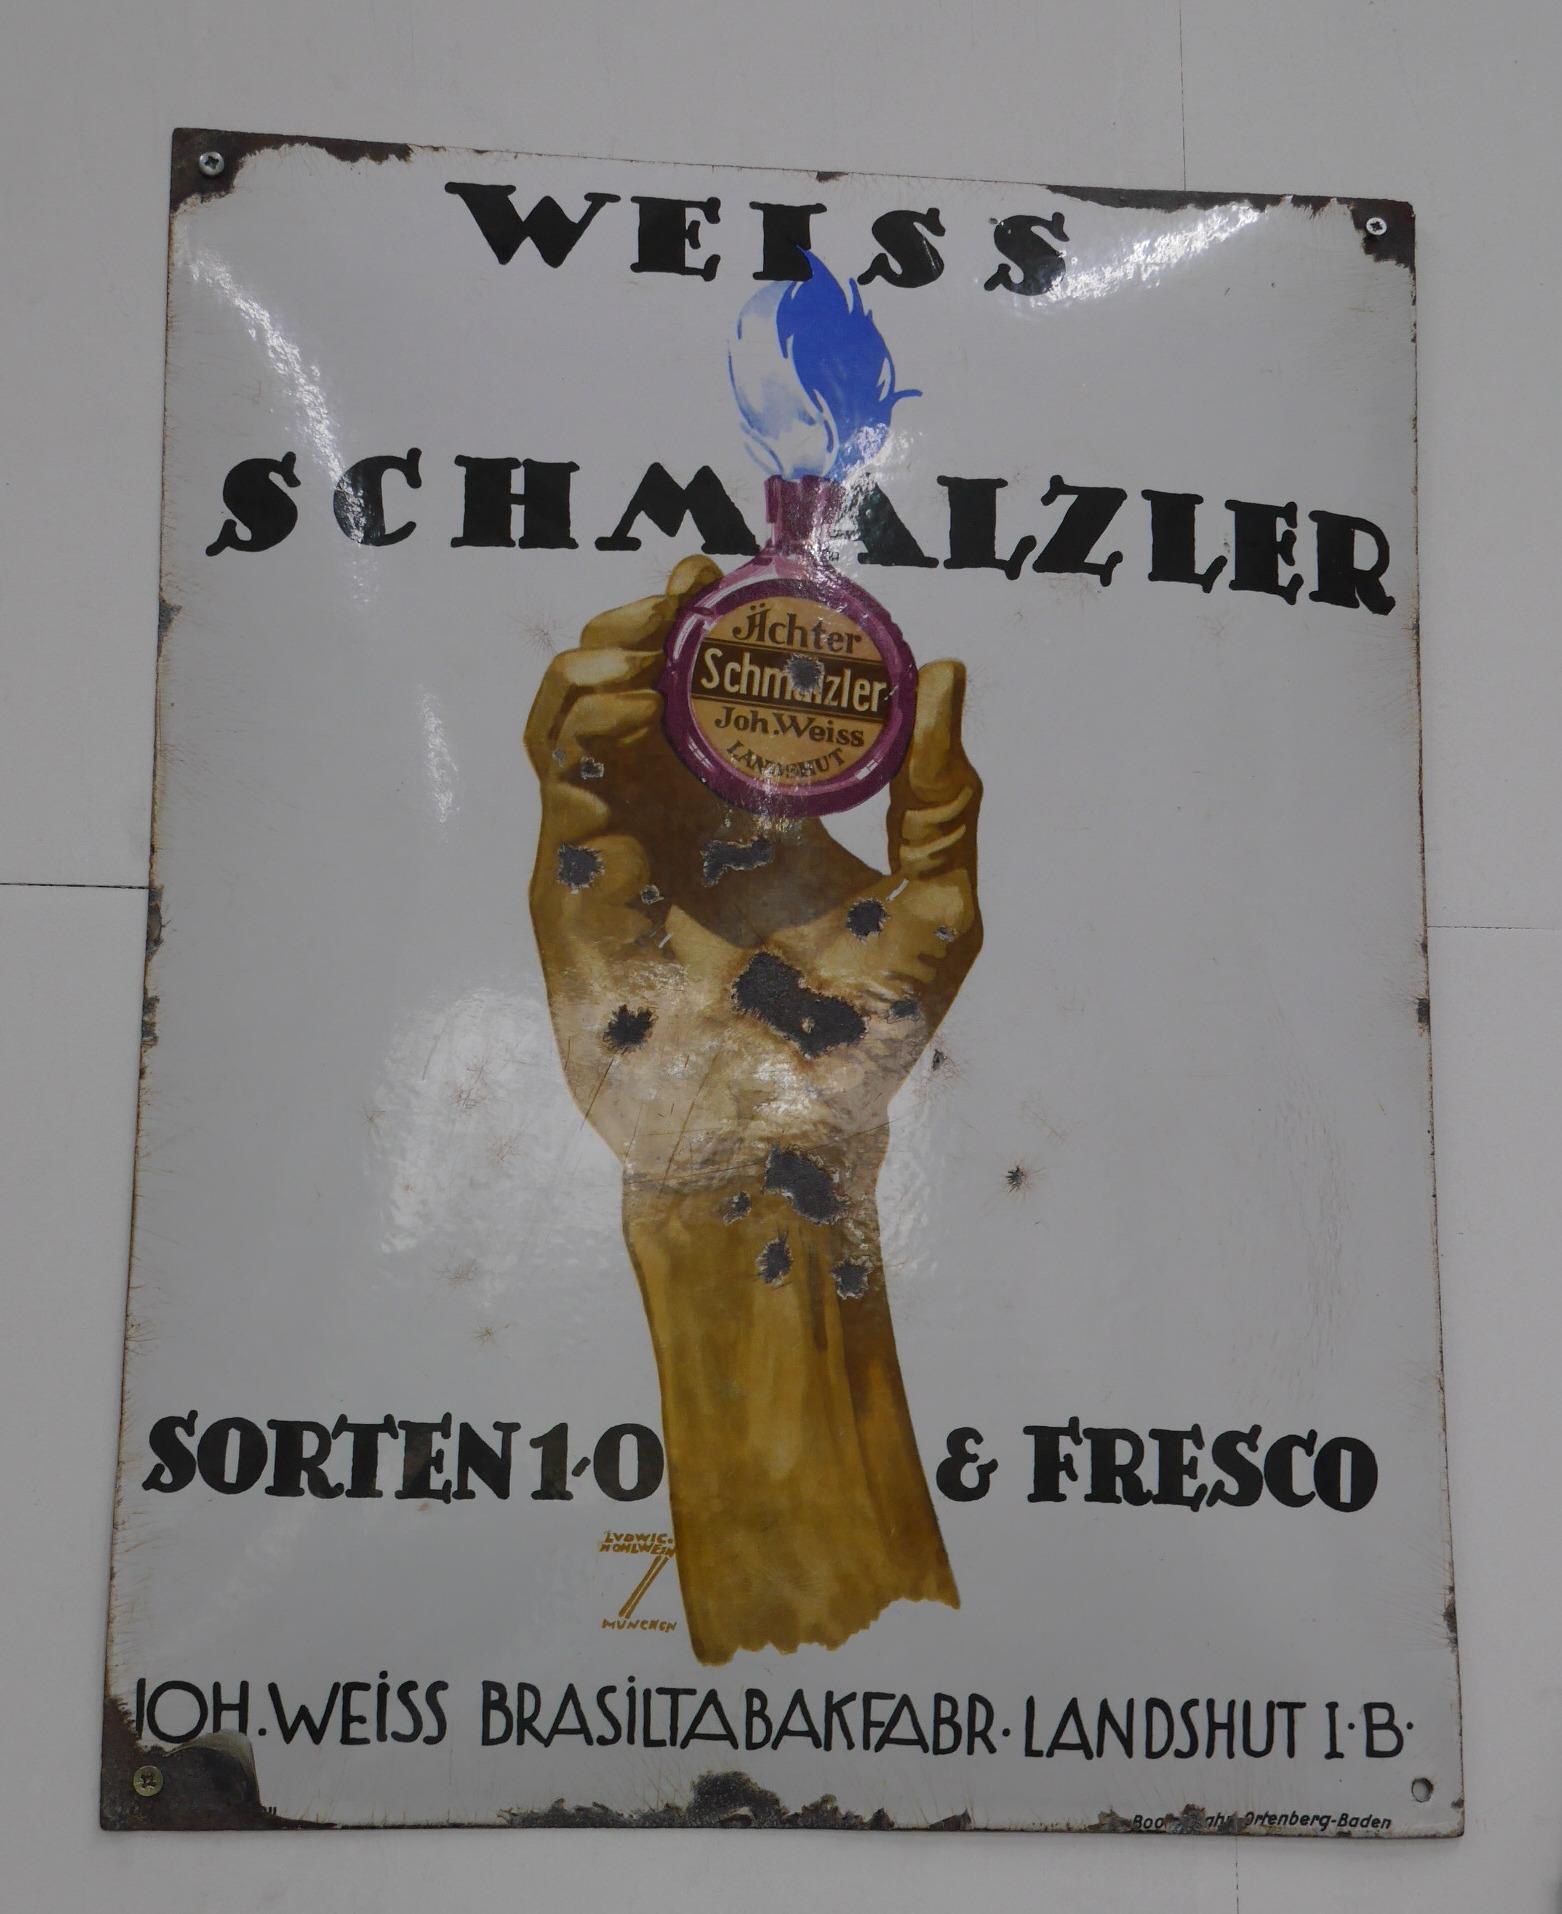 WEISS
SCHMALZLER
Ächter
Schmalzler
Joh. Weiss
LANDSHUT
SORTEN 1·0 & FRESCO
LUDWIG
HOHLWEIN
MÜNCHEN
JOH. WEISS BRASILTABAKFABR. LANDSHUT I·B·
Ortenberg-Baden